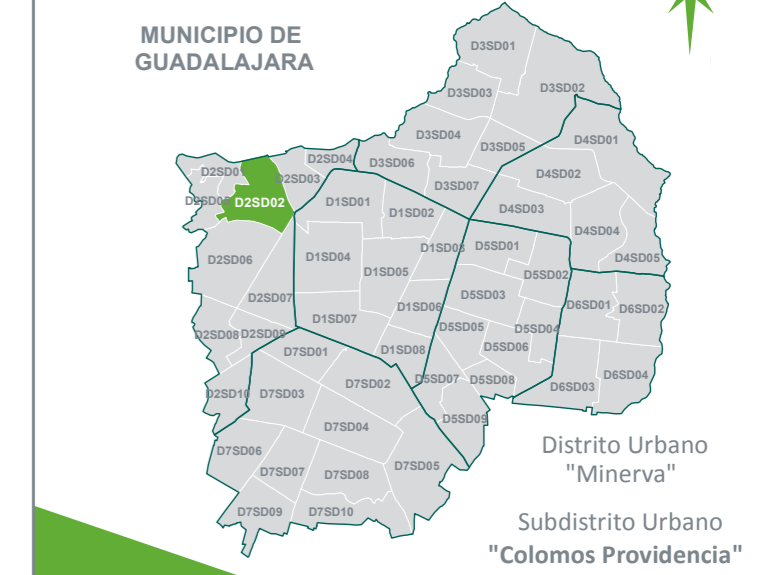 MUNICIPIO DE
GUADALAJARA
D3SD01
D3SD02
D3SD03
D3SD04
D4SD01
D3SD05
D2SD04
D3SD06
D2SD01
D2SD03
D4SD02
D3SD07
D2SD02
D1SD01
D1SD02
D4SD03
D4SD04
D1SD03
D5SD01
D1SD04
D2SD06
D4SD05
D1SD05
D5SD02
D2SD07
D5SD03
D1SD06
D6SD01
D6SD02
D1SD07
D5SD05
D5SD04
D2SD08
D2SD09
D5SD06
D7SD01
D1SD08
D6SD04
D7SD02
D5SD07
D5SD08
D6SD03
D2SD10
D7SD03
D5SD09
D7SD04
D7SD06
D7SD05
D7SD07
D7SD08
D7SD09
D7SD10
Distrito Urbano
"Minerva"
Subdistrito Urbano
"Colomos Providencia"